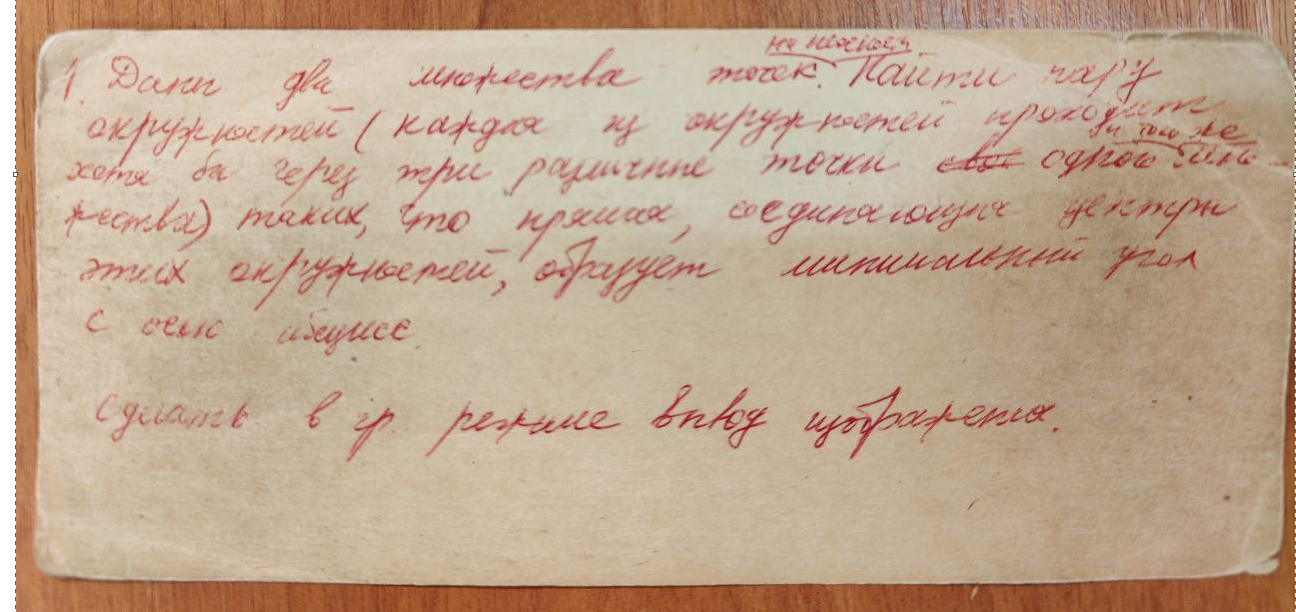 на плоскости
1. Даны два множества точек. Найти пару
окружностей (каждая из окружностей проходит
и того же
хотя бы через три различные точки одного мно-
жества) таких, что прямая, соединяющая центры
этих окружностей, образует минимальный угол
с осью абсцисс.
Сделать в гр. режиме вывод изображения.